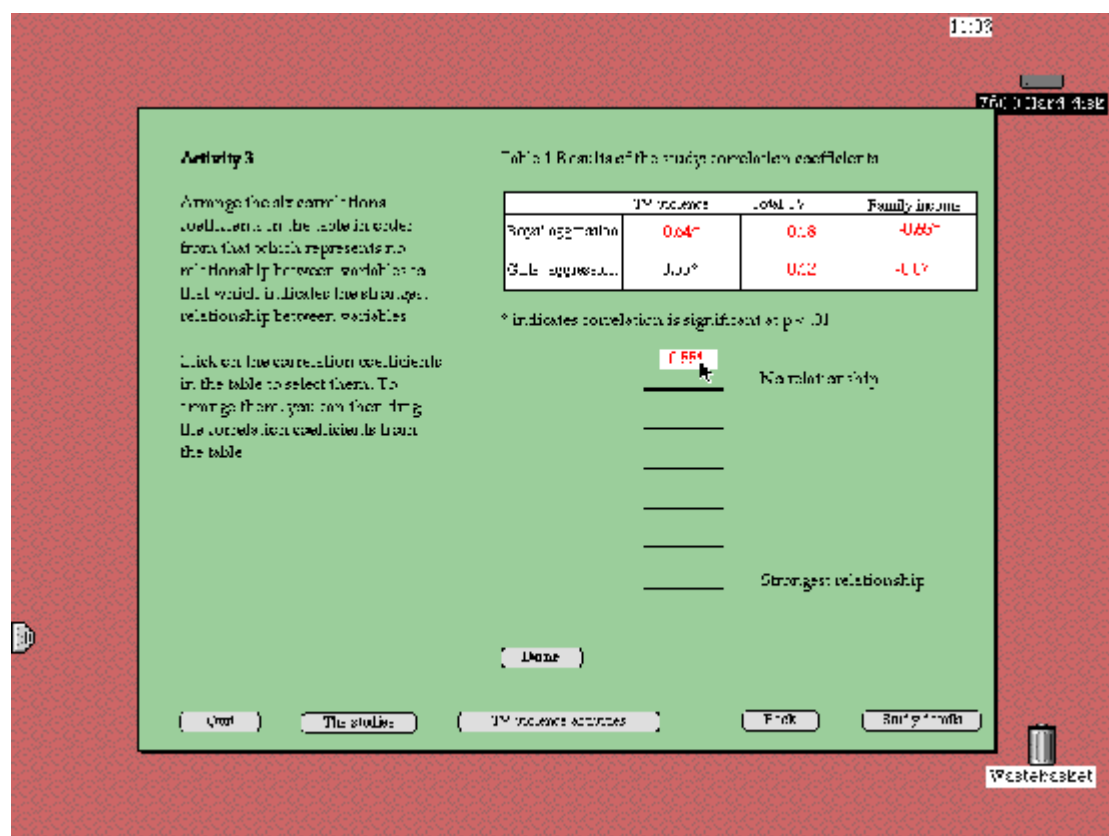 11:03
Hard disk
Activity 3
Arrange the six correlations
coefficients in the table in order
from that which represents no
relationship between variables to
that which indicates the strongest
relationship between variables
Click on the correlation coefficients
in the table to select them. To
arrange them, you can then drag
the correlation coefficients from
the table
Table 1 Results of the study: correlation coefficients
TV violence Total TV Family income
Boys' aggression 0.18
Girls' aggression 0.12
* indicates correlation is significant at p < .01
No relationship
Strongest relationship
Done
Quit The studies TV violence activities Back Study details
Wastebasket